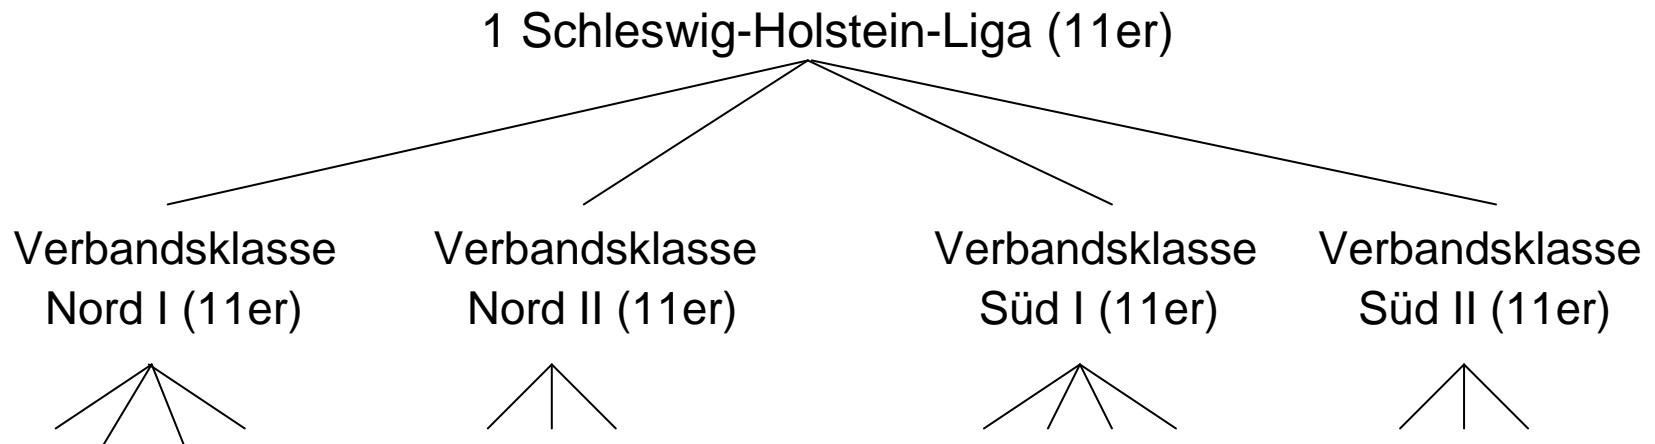 1 Schleswig-Holstein-Liga (11er)
Verbandsklasse
Nord I (11er)
Verbandsklasse
Nord II (11er)
Verbandsklasse
Süd I (11er)
Verbandsklasse
Süd II (11er)